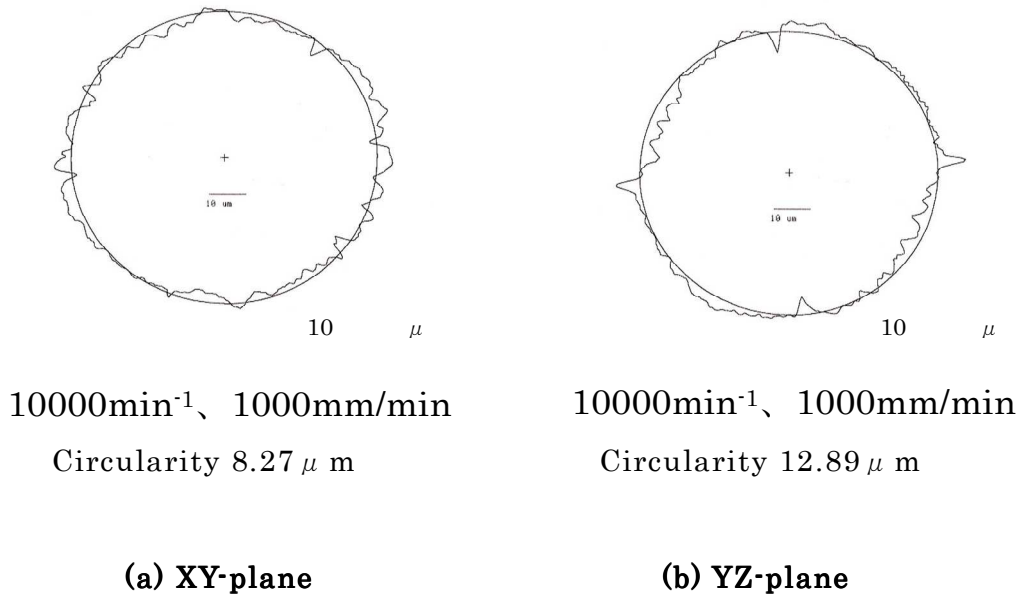 10 um
10 um
10 μ
10 μ
10000min⁻¹、1000mm/min
10000min⁻¹、1000mm/min
Circularity 8.27μm
Circularity 12.89μm
(a) XY-plane
(b) YZ-plane